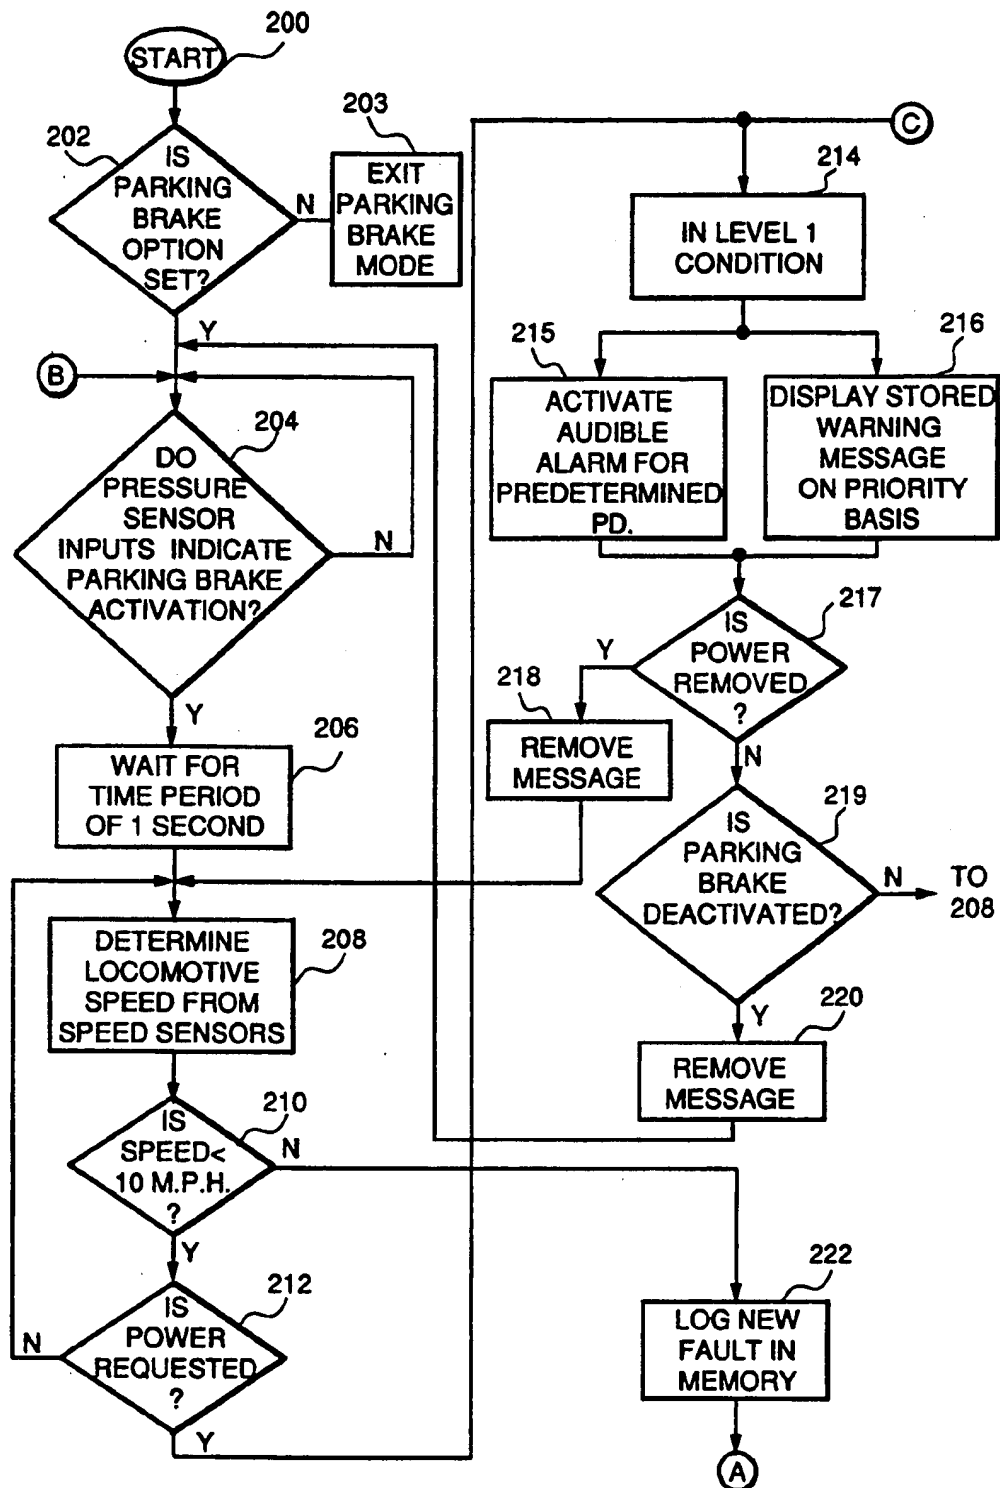 200
START
202
IS
PARKING
BRAKE
OPTION
SET?
N
203
EXIT
PARKING
BRAKE
MODE
Y
B
204
DO
PRESSURE
SENSOR
INPUTS INDICATE
PARKING BRAKE
ACTIVATION?
N
Y
206
WAIT FOR
TIME PERIOD
OF 1 SECOND
208
DETERMINE
LOCOMOTIVE
SPEED FROM
SPEED SENSORS
210
IS
SPEED<
10 M.P.H.
?
N
Y
212
IS
POWER
REQUESTED
?
N
Y
C
214
IN LEVEL 1
CONDITION
215
ACTIVATE
AUDIBLE
ALARM FOR
PREDETERMINED
PD.
216
DISPLAY STORED
WARNING
MESSAGE
ON PRIORITY
BASIS
217
IS
POWER
REMOVED
?
Y
218
REMOVE
MESSAGE
N
219
IS
PARKING
BRAKE
DEACTIVATED?
N
TO
208
Y
220
REMOVE
MESSAGE
222
LOG NEW
FAULT IN
MEMORY
A